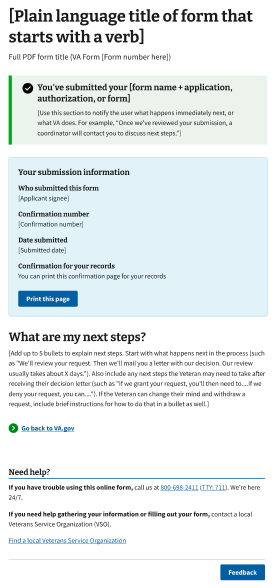 [Plain language title of form that
starts with a verb]
Full PDF form title (VA Form [Form number here])
You've submitted your [form name + application,
authorization, or form]
[Use this section to notify the user what happens immediately next, or
what VA does. For example, "Once we've reviewed your submission, a
coordinator will contact you to discuss next steps."]
Your submission information
Who submitted this form
[Applicant signee]
Confirmation number
[Confirmation number]
Date submitted
[Submitted date]
Confirmation for your records
You can print this confirmation page for your records
Print this page
What are my next steps?
[Add up to 5 bullets to explain next steps. Start with what happens next in the process (such
as "We'll review your request. Then we'll mail you a letter with our decision. Our review
usually takes about X days."). Also include any next steps the Veteran may need to take after
receiving their decision letter (such as "If we grant your request, you'll then need to....If we
deny your request, you can...."). If the Veteran can change their mind and withdraw a
request, include brief instructions for how to do that in a bullet as well.]
Go back to VA.gov
Need help?
If you have trouble using this online form, call us at 800-698-2411 (TTY: 711). We're here
24/7.
If you need help gathering your information or filling out your form, contact a local
Veterans Service Organization (VSO).
Find a local Veterans Service Organization
Feedback